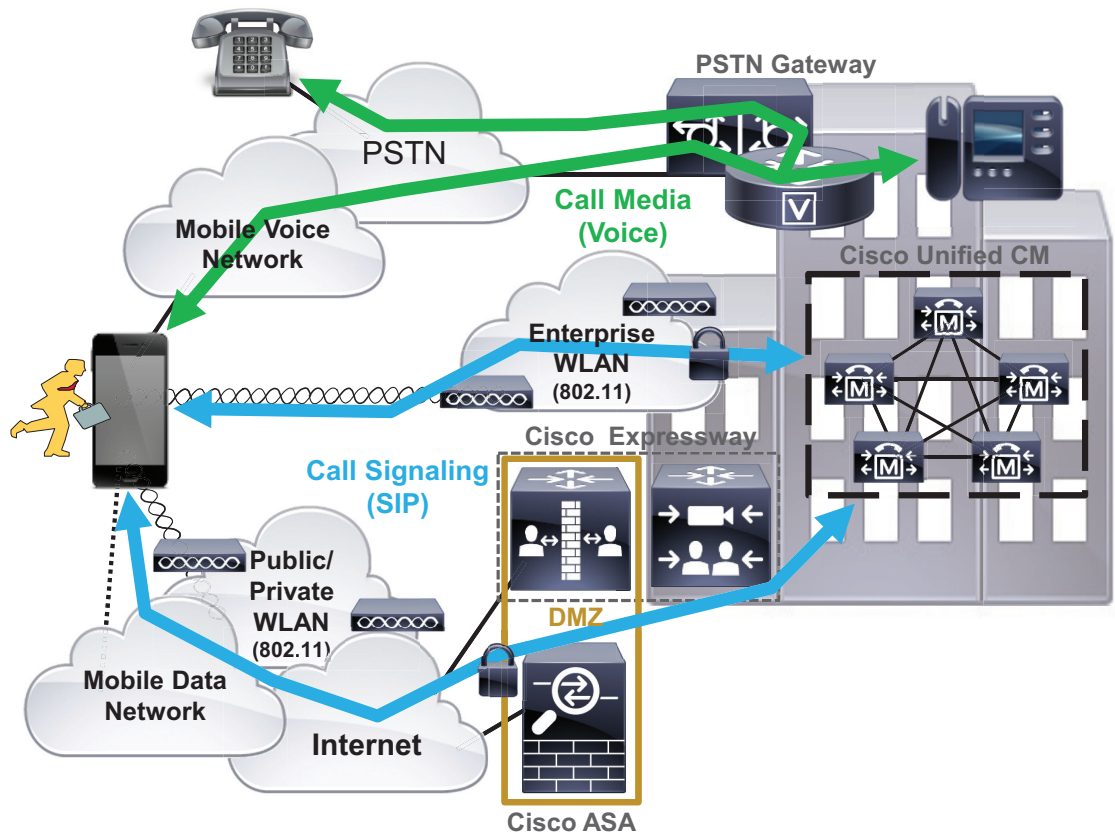 PSTN Gateway
PSTN
Call Media
(Voice)
V
Mobile Voice
Network
Cisco Unified CM
M
M
M
M
M
Enterprise
WLAN
(802.11)
Cisco Expressway
Call Signaling
(SIP)
Public/
Private
WLAN
(802.11)
DMZ
Mobile Data
Network
Internet
Cisco ASA